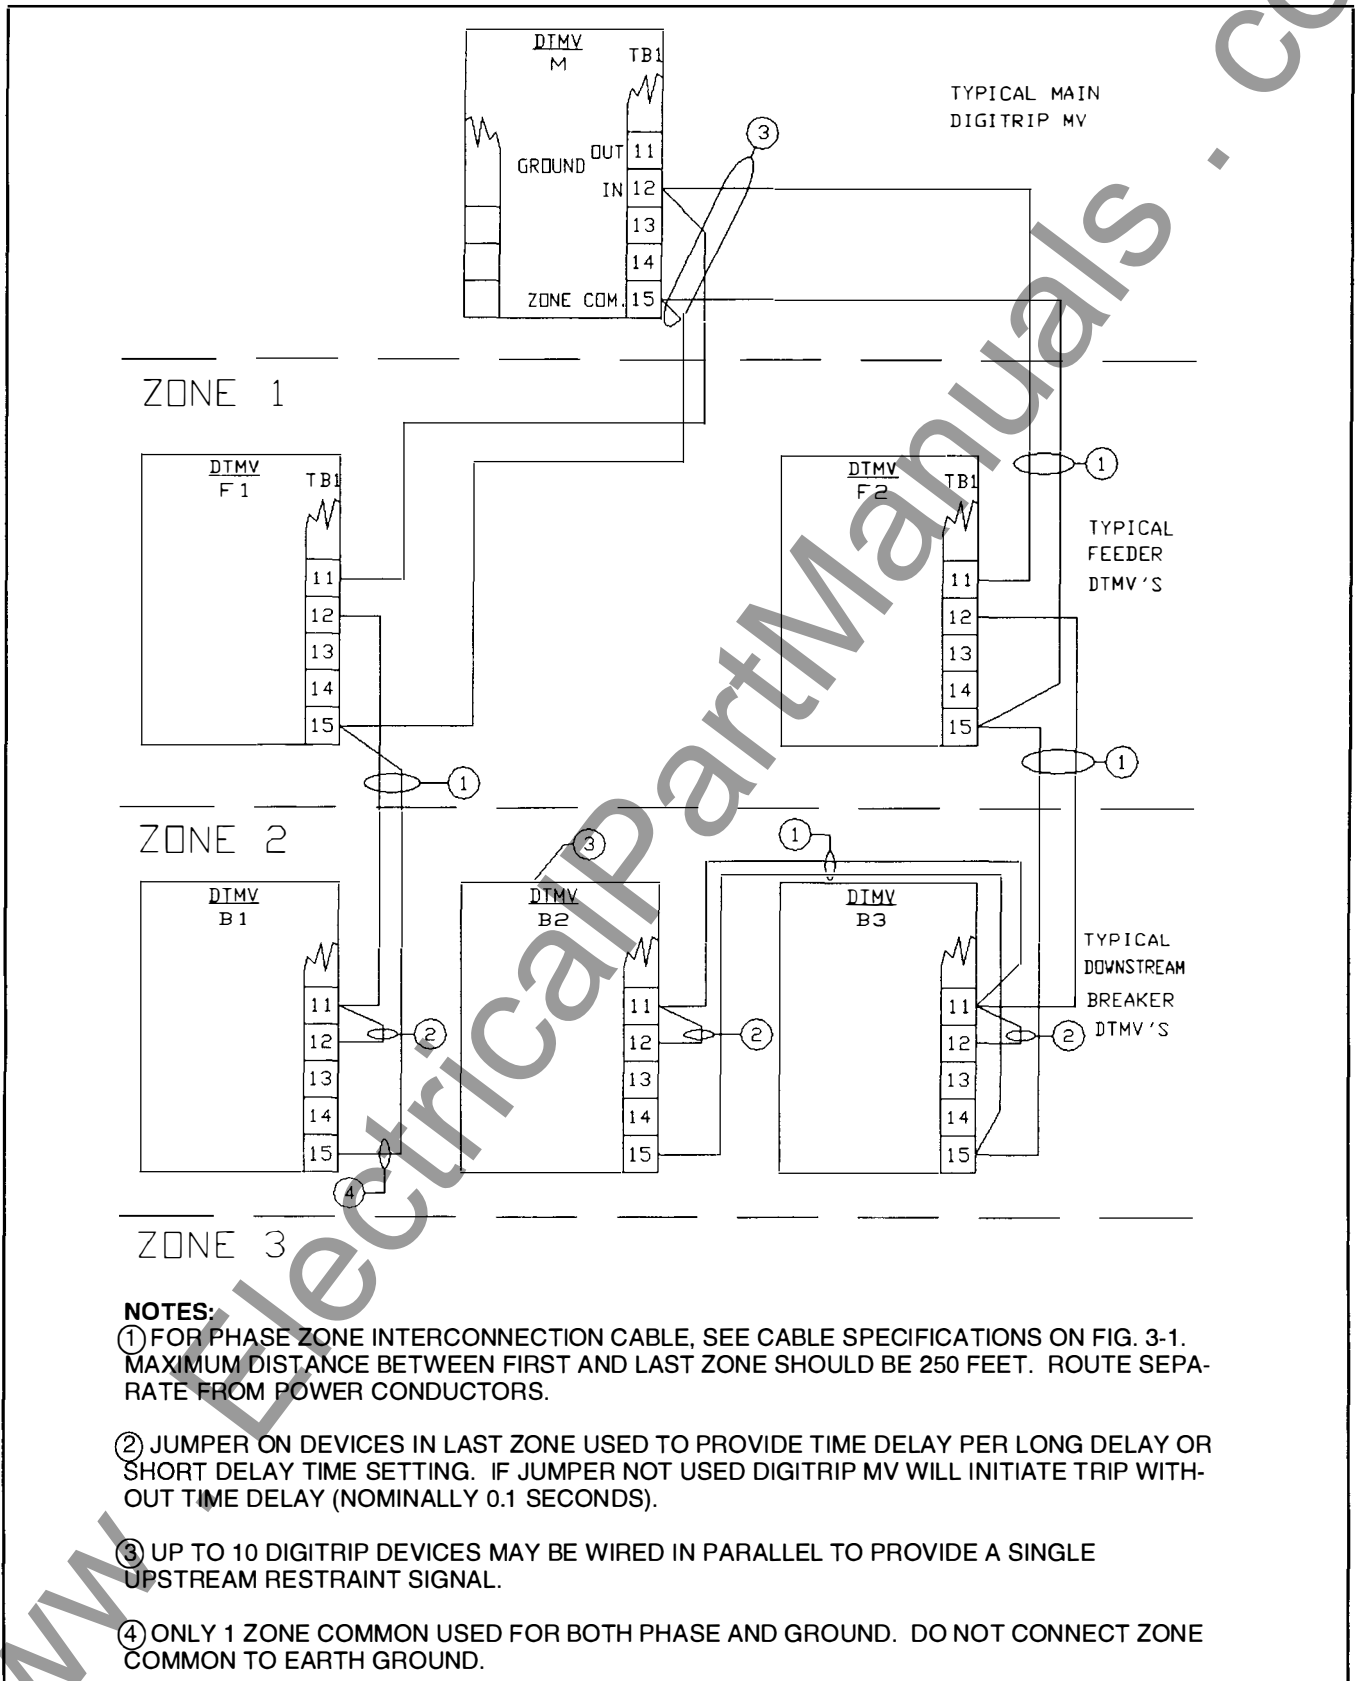 DTMV
M
TB1
TYPICAL MAIN
DIGITRIP MV
3
GROUND OUT 11
IN 12
13
14
ZONE COM. 15
ZONE 1
DTMV
F1
TB1
DTMV
F2
TB1
1
TYPICAL
FEEDER
DTMV'S
11
12
13
14
15
11
12
13
14
15
1
1
ZONE 2
3
1
DTMV
B1
DTMV
B2
DTMV
B3
TYPICAL
DOWNSTREAM
BREAKER
DTMV'S
11
12
13
14
15
2
11
12
13
14
15
2
11
12
13
14
15
2
4
ZONE 3
NOTES:
① FOR PHASE ZONE INTERCONNECTION CABLE, SEE CABLE SPECIFICATIONS ON FIG. 3-1.
MAXIMUM DISTANCE BETWEEN FIRST AND LAST ZONE SHOULD BE 250 FEET. ROUTE SEPA-
RATE FROM POWER CONDUCTORS.
② JUMPER ON DEVICES IN LAST ZONE USED TO PROVIDE TIME DELAY PER LONG DELAY OR
SHORT DELAY TIME SETTING. IF JUMPER NOT USED DIGITRIP MV WILL INITIATE TRIP WITH-
OUT TIME DELAY (NOMINALLY 0.1 SECONDS).
③ UP TO 10 DIGITRIP DEVICES MAY BE WIRED IN PARALLEL TO PROVIDE A SINGLE
UPSTREAM RESTRAINT SIGNAL.
④ ONLY 1 ZONE COMMON USED FOR BOTH PHASE AND GROUND. DO NOT CONNECT ZONE
COMMON TO EARTH GROUND.
ww . ElectricalPartManuals . co